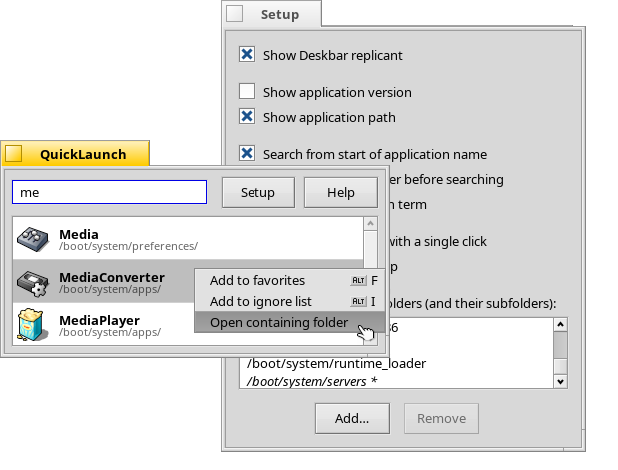 Setup
Show Deskbar replicant
Show application version
Show application path
Search from start of application name
before searching
term
with a single click
(and their subfolders):
/boot/system/runtime_loader
/boot/system/servers *
Add...
Remove
QuickLaunch
me
Setup
Help
Media
/boot/system/preferences/
MediaConverter
/boot/system/apps/
MediaPlayer
/boot/system/apps/
Add to favorites ALT F
Add to ignore list ALT I
Open containing folder